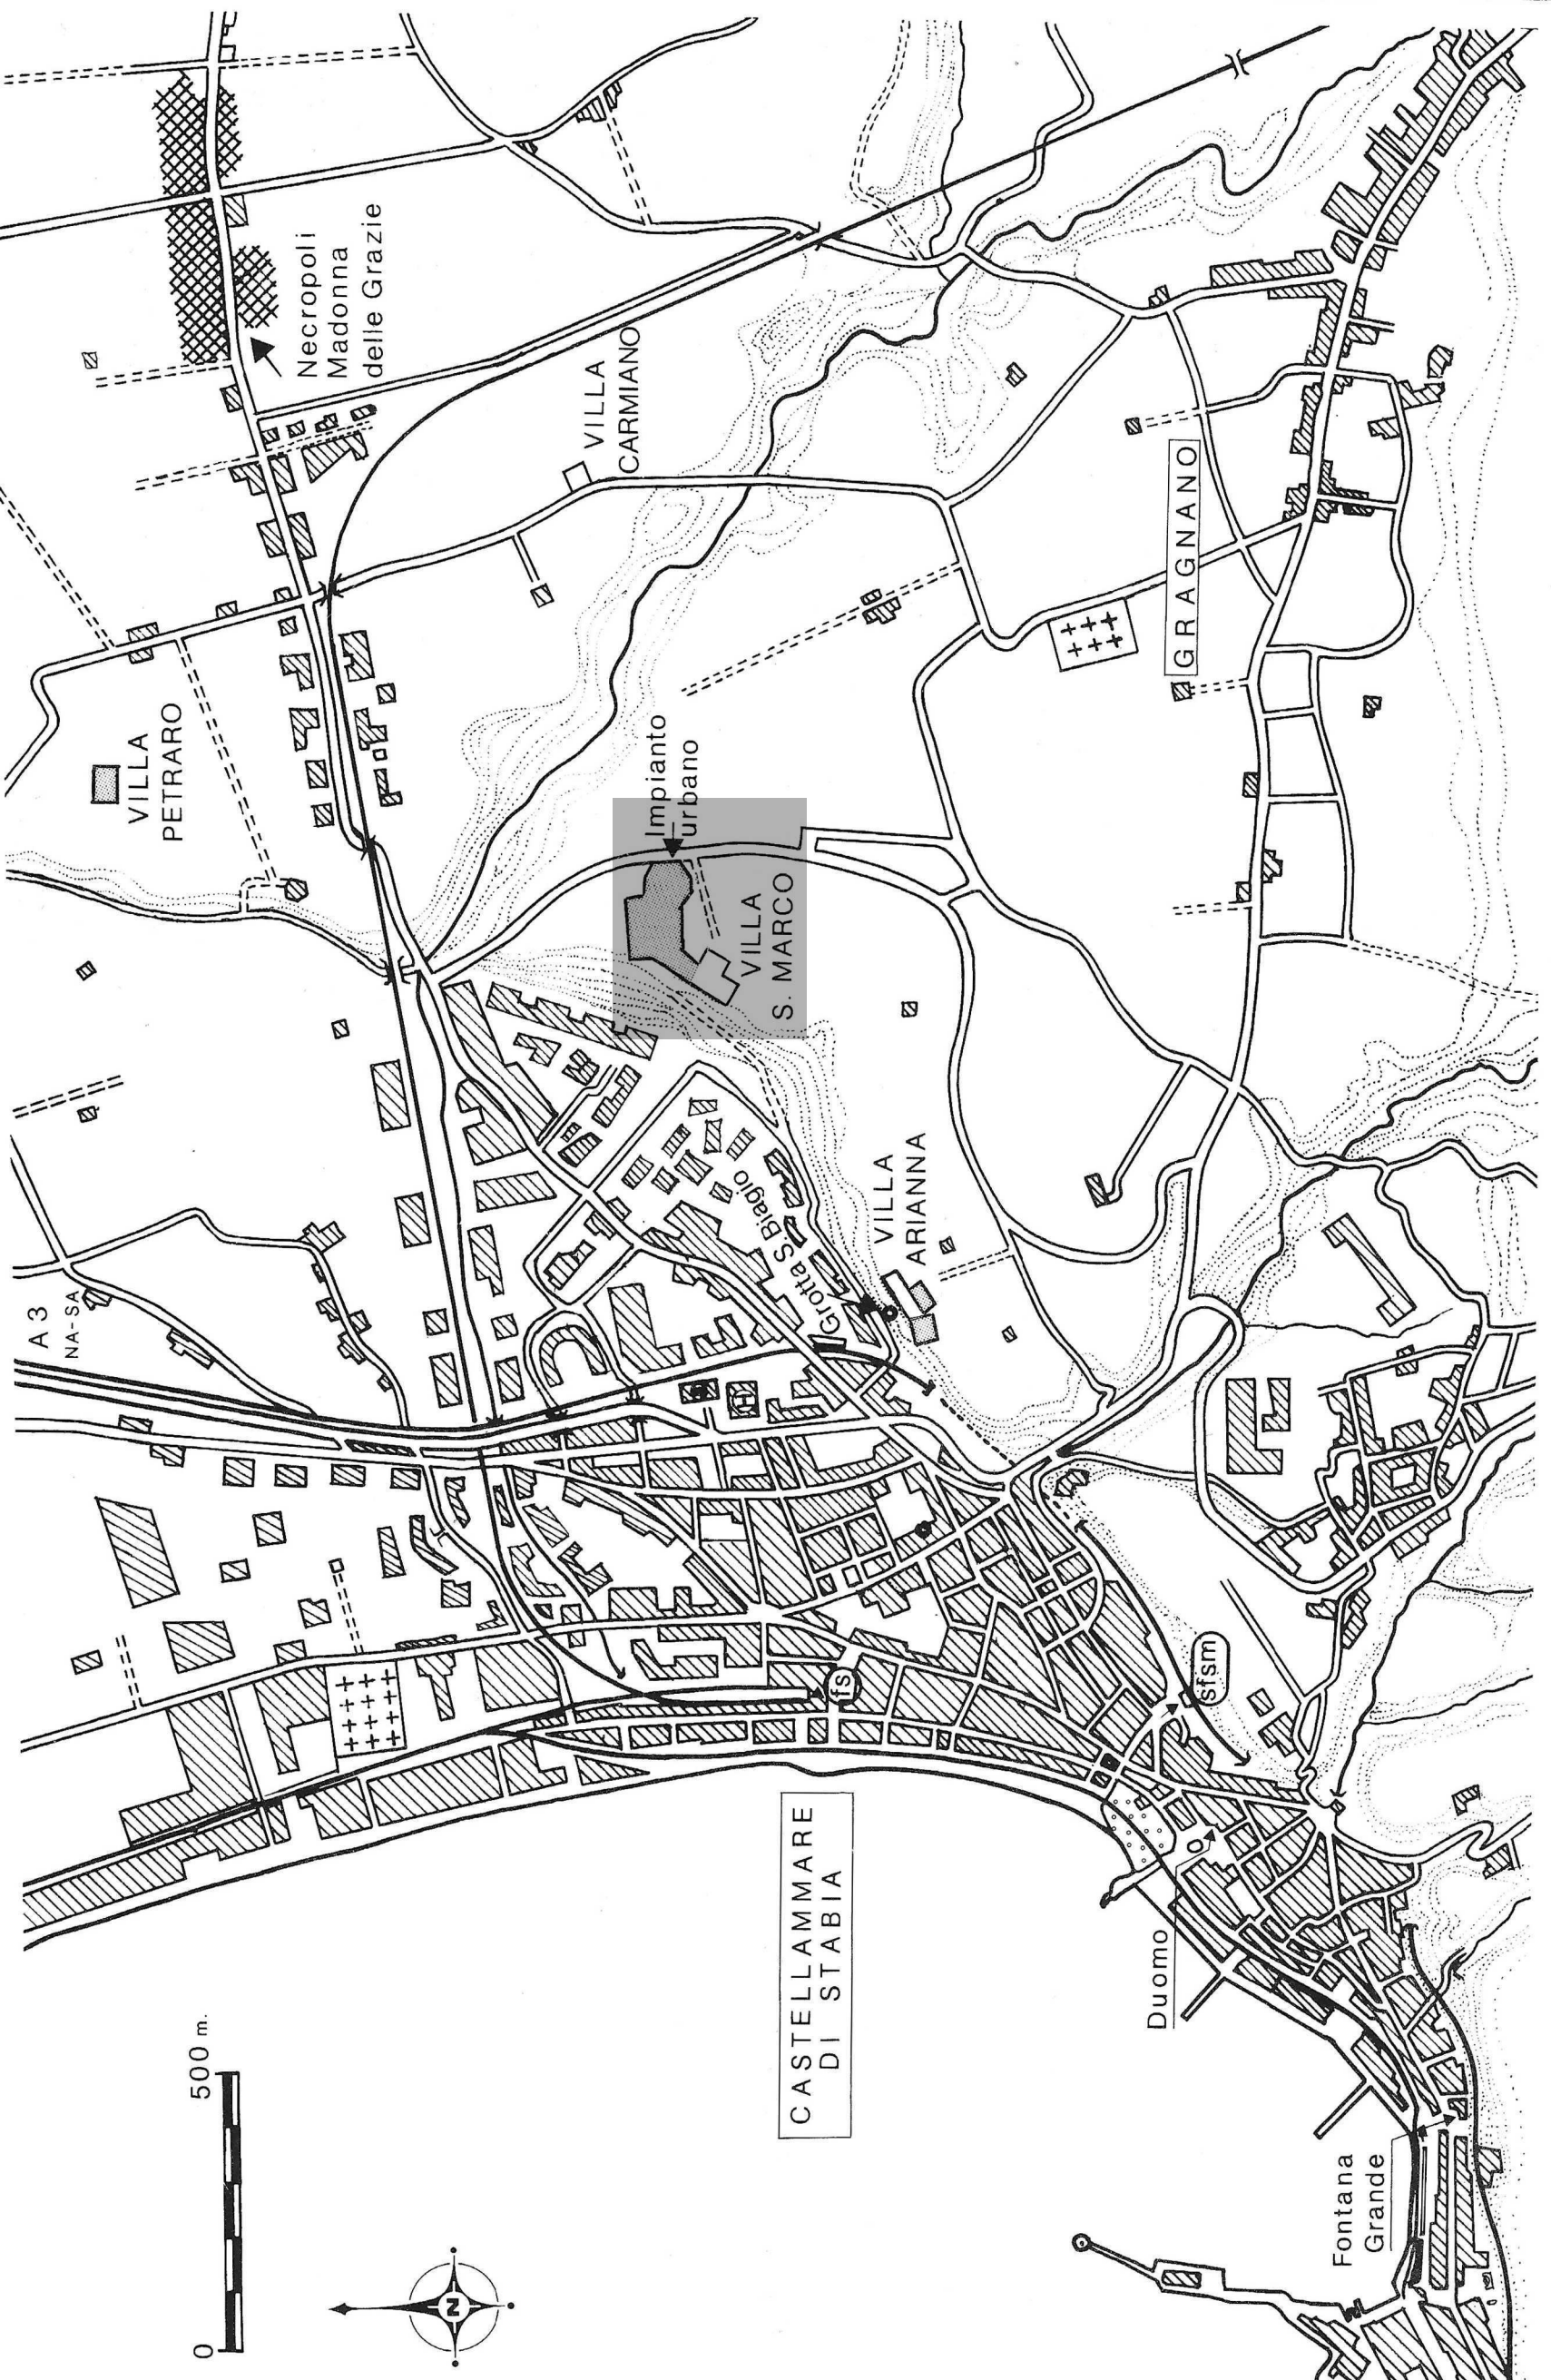 Necropoli
Madonna
delle Grazie
VILLA
CARMIANO
VILLA
PETRARO
Impianto
urbano
VILLA
S. MARCO
GRAGNANO
A 3
NA-SA
Grotta S. Biagio
VILLA
ARIANNA
H
fs
sfsm
CASTELLAMMARE
DI STABIA
Duomo
Fontana
Grande
0
500 m.
N